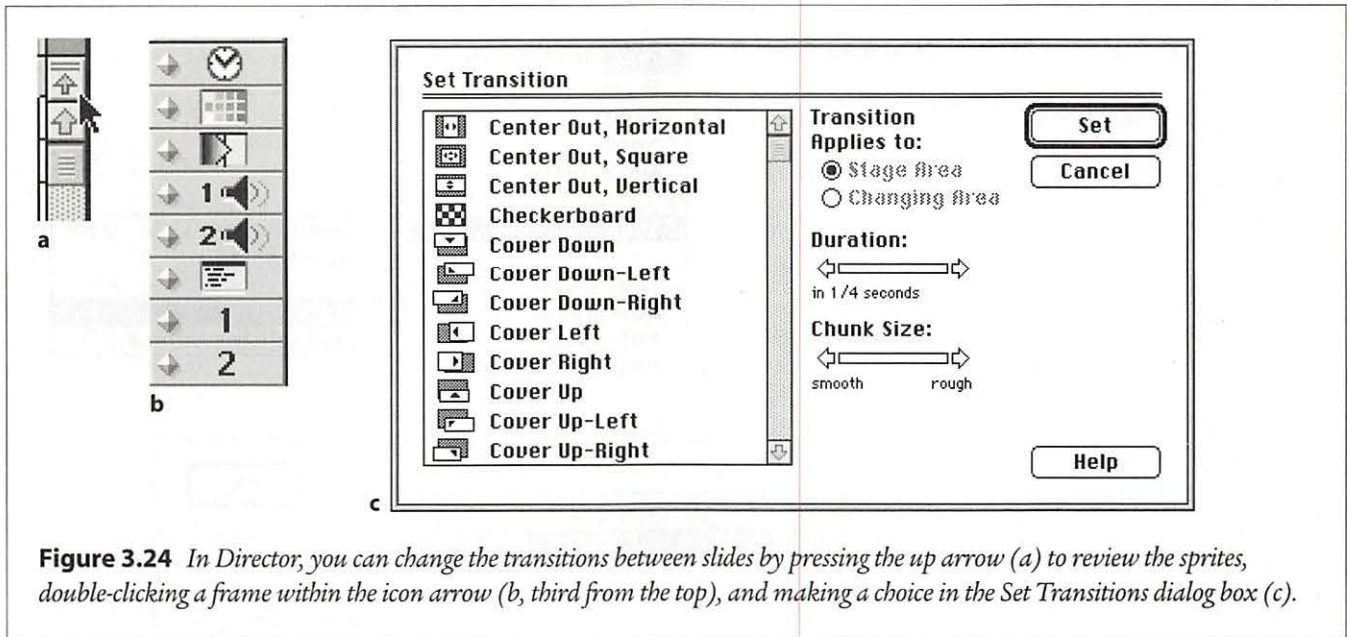 a
1
2
1
2
b
Set Transition
Center Out, Horizontal
Center Out, Square
Center Out, Vertical
Checkerboard
Cover Down
Cover Down-Left
Cover Down-Right
Cover Left
Cover Right
Cover Up
Cover Up-Left
Cover Up-Right
Transition
Applies to:
Stage Area
Changing Area
Duration:
in 1/4 seconds
Chunk Size:
smooth rough
Set
Cancel
Help
c
Figure 3.24 In Director, you can change the transitions between slides by pressing the up arrow (a) to review the sprites,
double-clicking a frame within the icon arrow (b, third from the top), and making a choice in the Set Transitions dialog box (c).